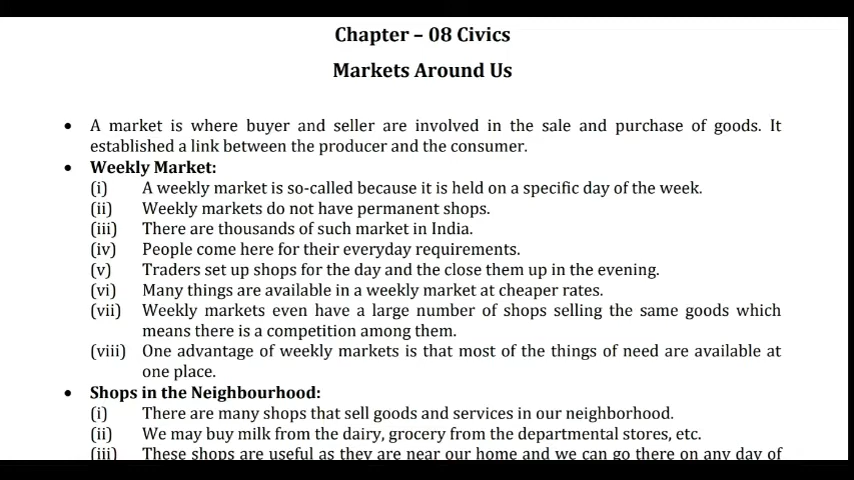 Chapter – 08 Civics
Markets Around Us
• A market is where buyer and seller are involved in the sale and purchase of goods. It
established a link between the producer and the consumer.
• Weekly Market:
(i) A weekly market is so-called because it is held on a specific day of the week.
(ii) Weekly markets do not have permanent shops.
(iii) There are thousands of such market in India.
(iv) People come here for their everyday requirements.
(v) Traders set up shops for the day and the close them up in the evening.
(vi) Many things are available in a weekly market at cheaper rates.
(vii) Weekly markets even have a large number of shops selling the same goods which
means there is a competition among them.
(viii) One advantage of weekly markets is that most of the things of need are available at
one place.
• Shops in the Neighbourhood:
(i) There are many shops that sell goods and services in our neighborhood.
(ii) We may buy milk from the dairy, grocery from the departmental stores, etc.
(iii) These shops are useful as they are near our home and we can go there on any day of